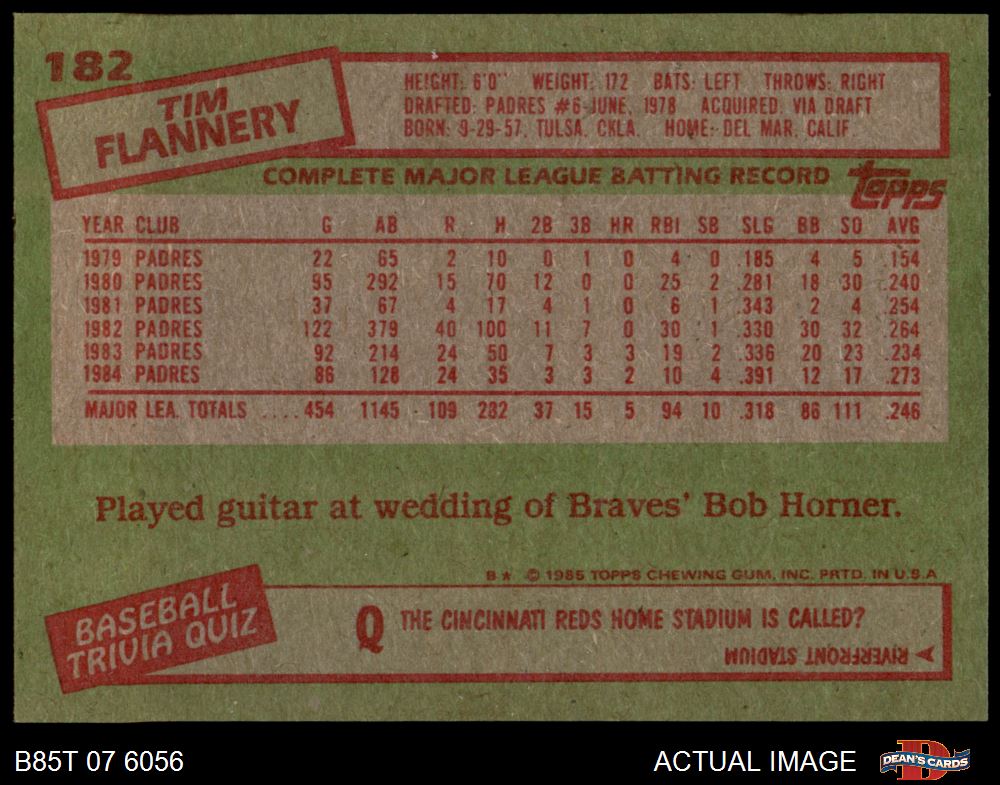 182
TIM
FLANNERY
HEIGHT: 6'0" WEIGHT: 172 BATS: LEFT THROWS: RIGHT
DRAFTED: PADRES #6-JUNE, 1978 ACQUIRED: VIA DRAFT
BORN: 9-29-57, TULSA, OKLA. HOME: DEL MAR, CALIF.
COMPLETE MAJOR LEAGUE BATTING RECORD
topps
YEAR CLUB G AB R H 2B 3B HR RBI SB SLG BB SO AVG
1979 PADRES 22 65 2 10 0 1 0 4 0 .185 4 5 .154
1980 PADRES 95 292 15 70 12 0 0 25 2 .281 18 30 .240
1981 PADRES 37 67 4 17 4 1 0 6 1 .343 2 4 .254
1982 PADRES 122 379 40 100 11 7 0 30 1 .330 30 32 .264
1983 PADRES 92 214 24 50 7 3 3 19 2 .336 20 23 .234
1984 PADRES 86 128 24 35 3 3 2 10 4 .391 12 17 .273
MAJOR LEA. TOTALS .... 454 1145 109 282 37 15 5 94 10 .318 86 111 .246
Played guitar at wedding of Braves' Bob Horner.
B* © 1985 TOPPS CHEWING GUM, INC. PRTD. IN U.S.A
BASEBALL
TRIVIA QUIZ
Q THE CINCINNATI REDS HOME STADIUM IS CALLED?
RIVERFRONT STADIUM
B85T 07 6056
ACTUAL IMAGE
D
DEAN'S CARDS